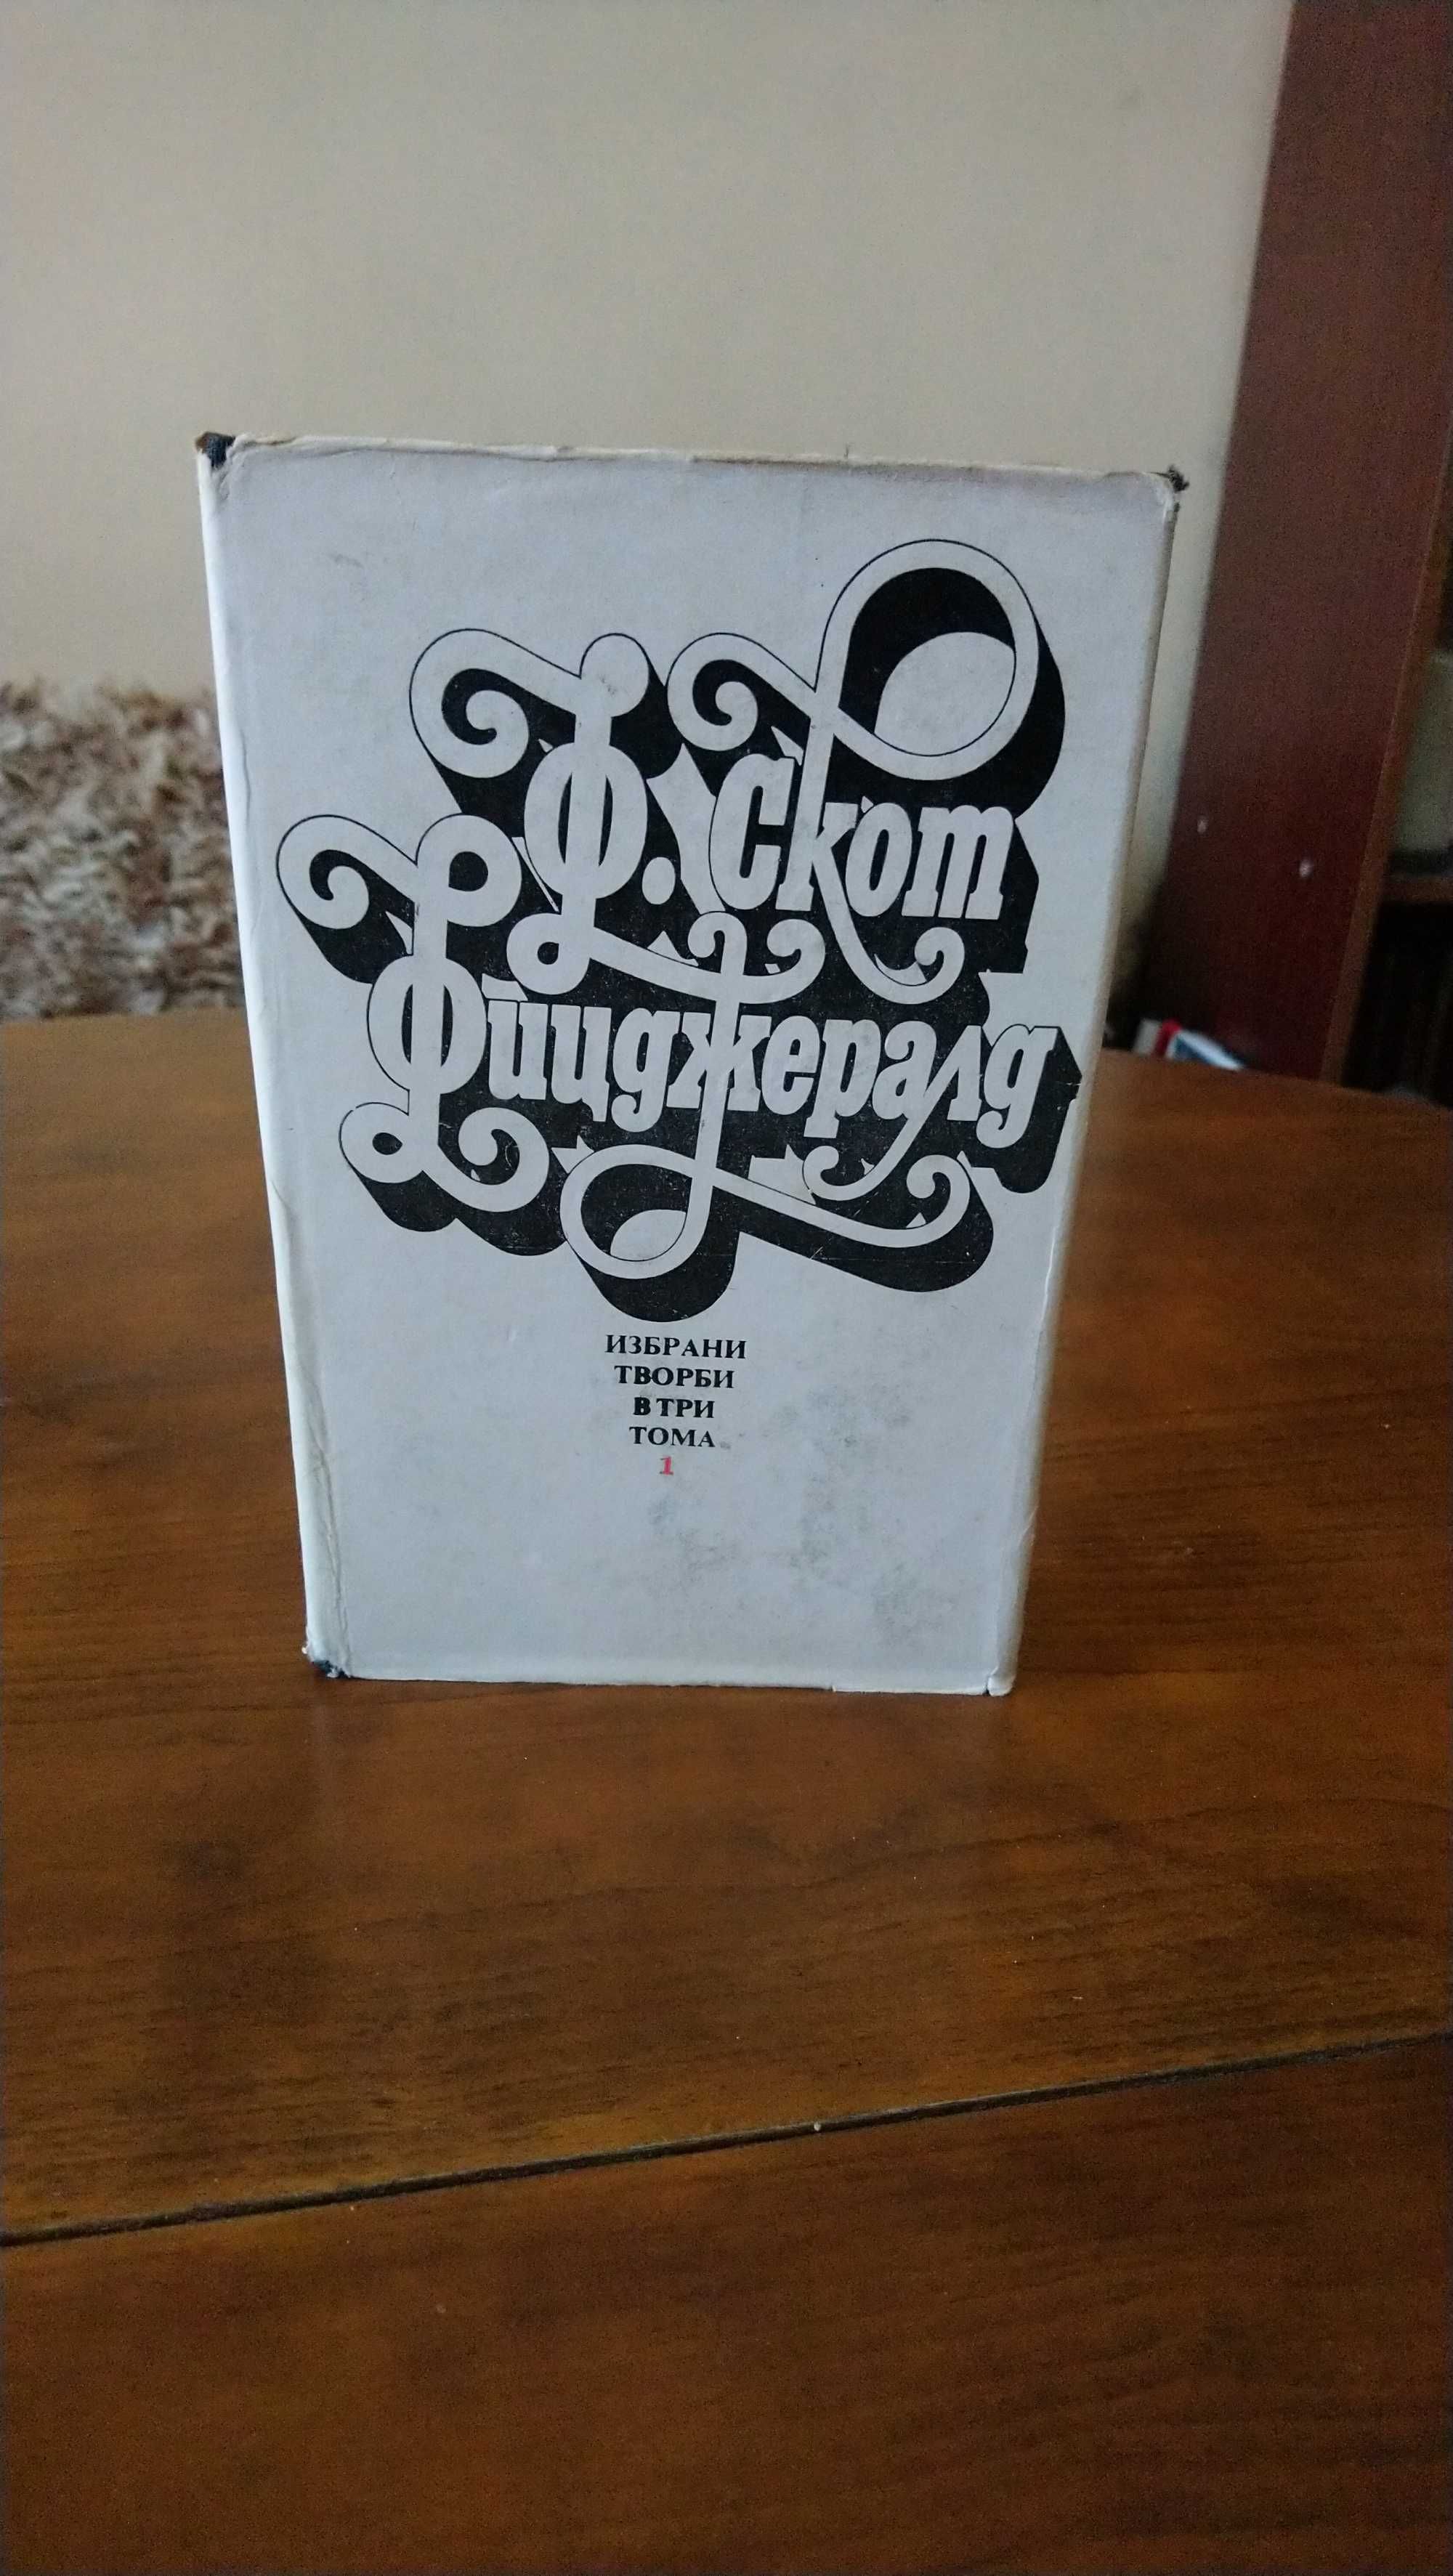 Ф. Скот
Фицджералд
ИЗБРАНИ
ТВОРБИ
В ТРИ
ТОМА
1